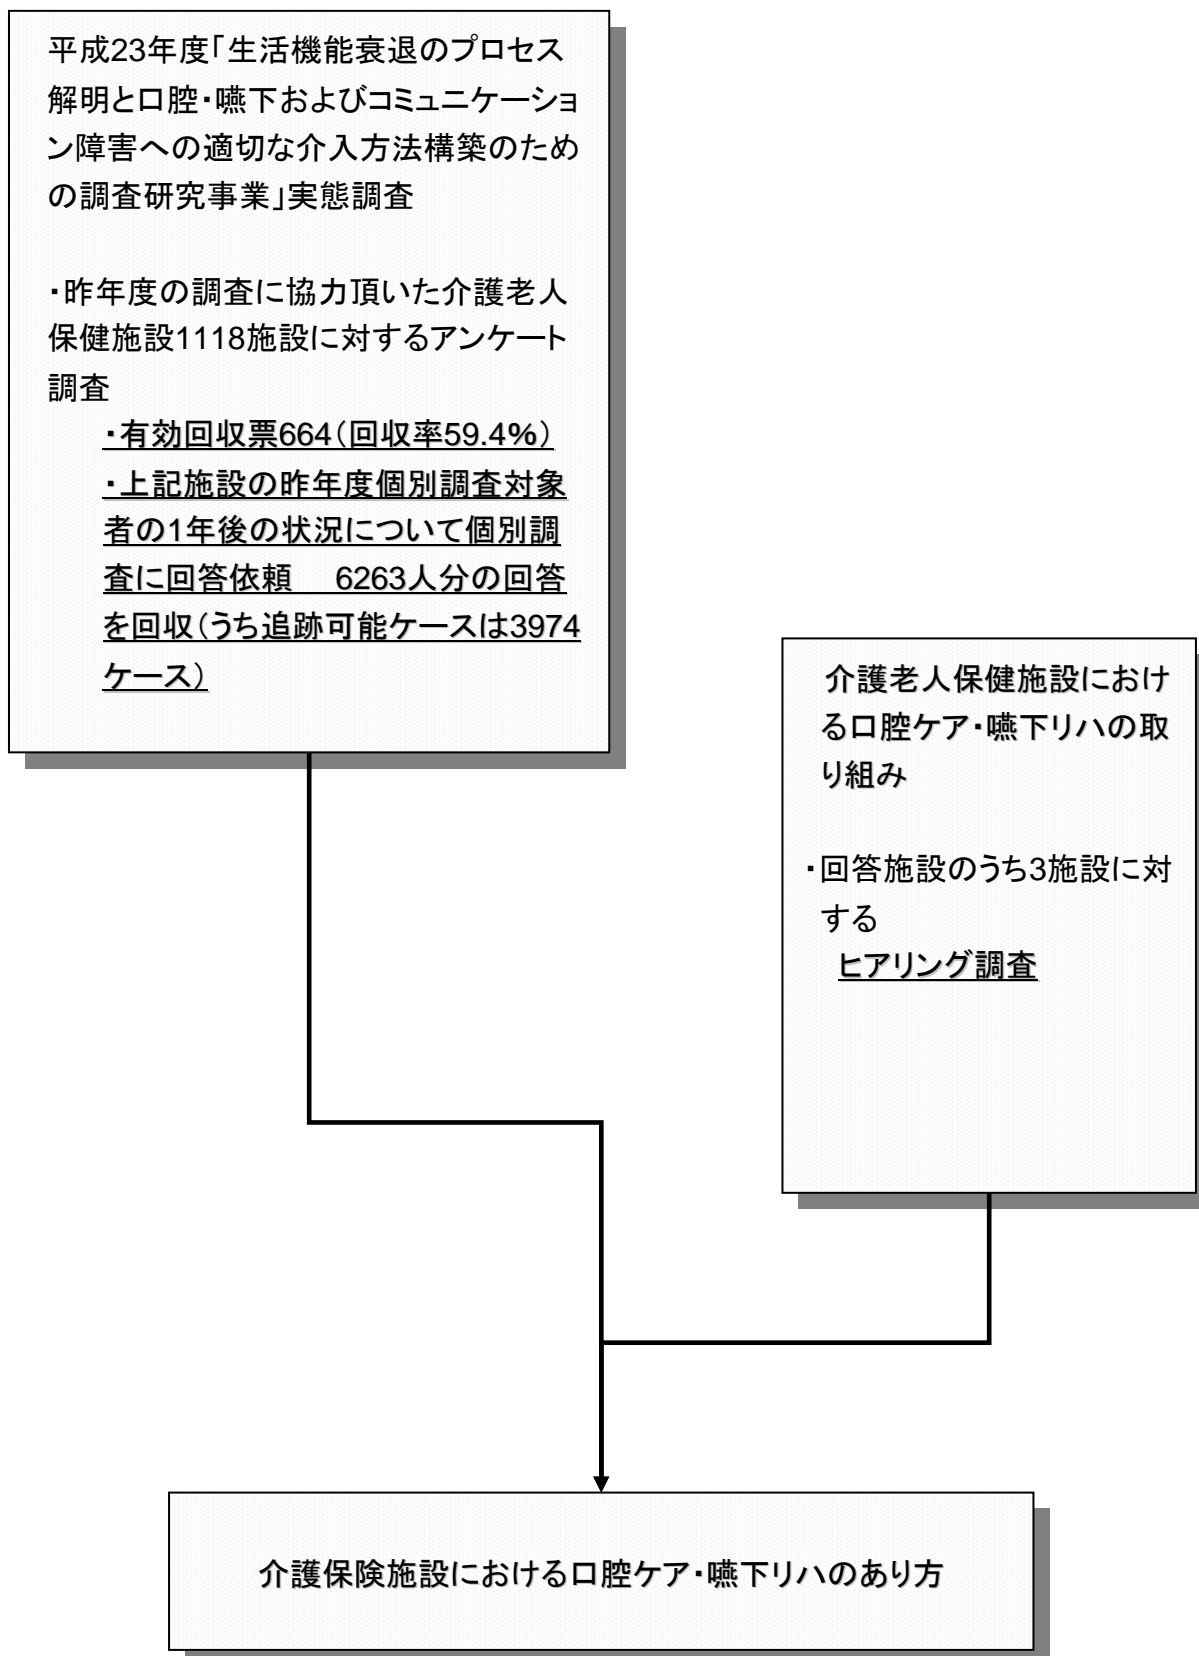 平成23年度「生活機能衰退のプロセス
解明と口腔・嚥下およびコミュニケーショ
ン障害への適切な介入方法構築のため
の調査研究事業」実態調査
・昨年度の調査に協力頂いた介護老人
保健施設1118施設に対するアンケート
調査
・有効回収票664（回収率59.4%）
・上記施設の昨年度個別調査対象
者の1年後の状況について個別調
査に回答依頼　6263人分の回答
を回収（うち追跡可能ケースは3974
ケース）
介護老人保健施設におけ
る口腔ケア・嚥下リハの取
り組み
・回答施設のうち3施設に対
する
ヒアリング調査
介護保険施設における口腔ケア・嚥下リハのあり方